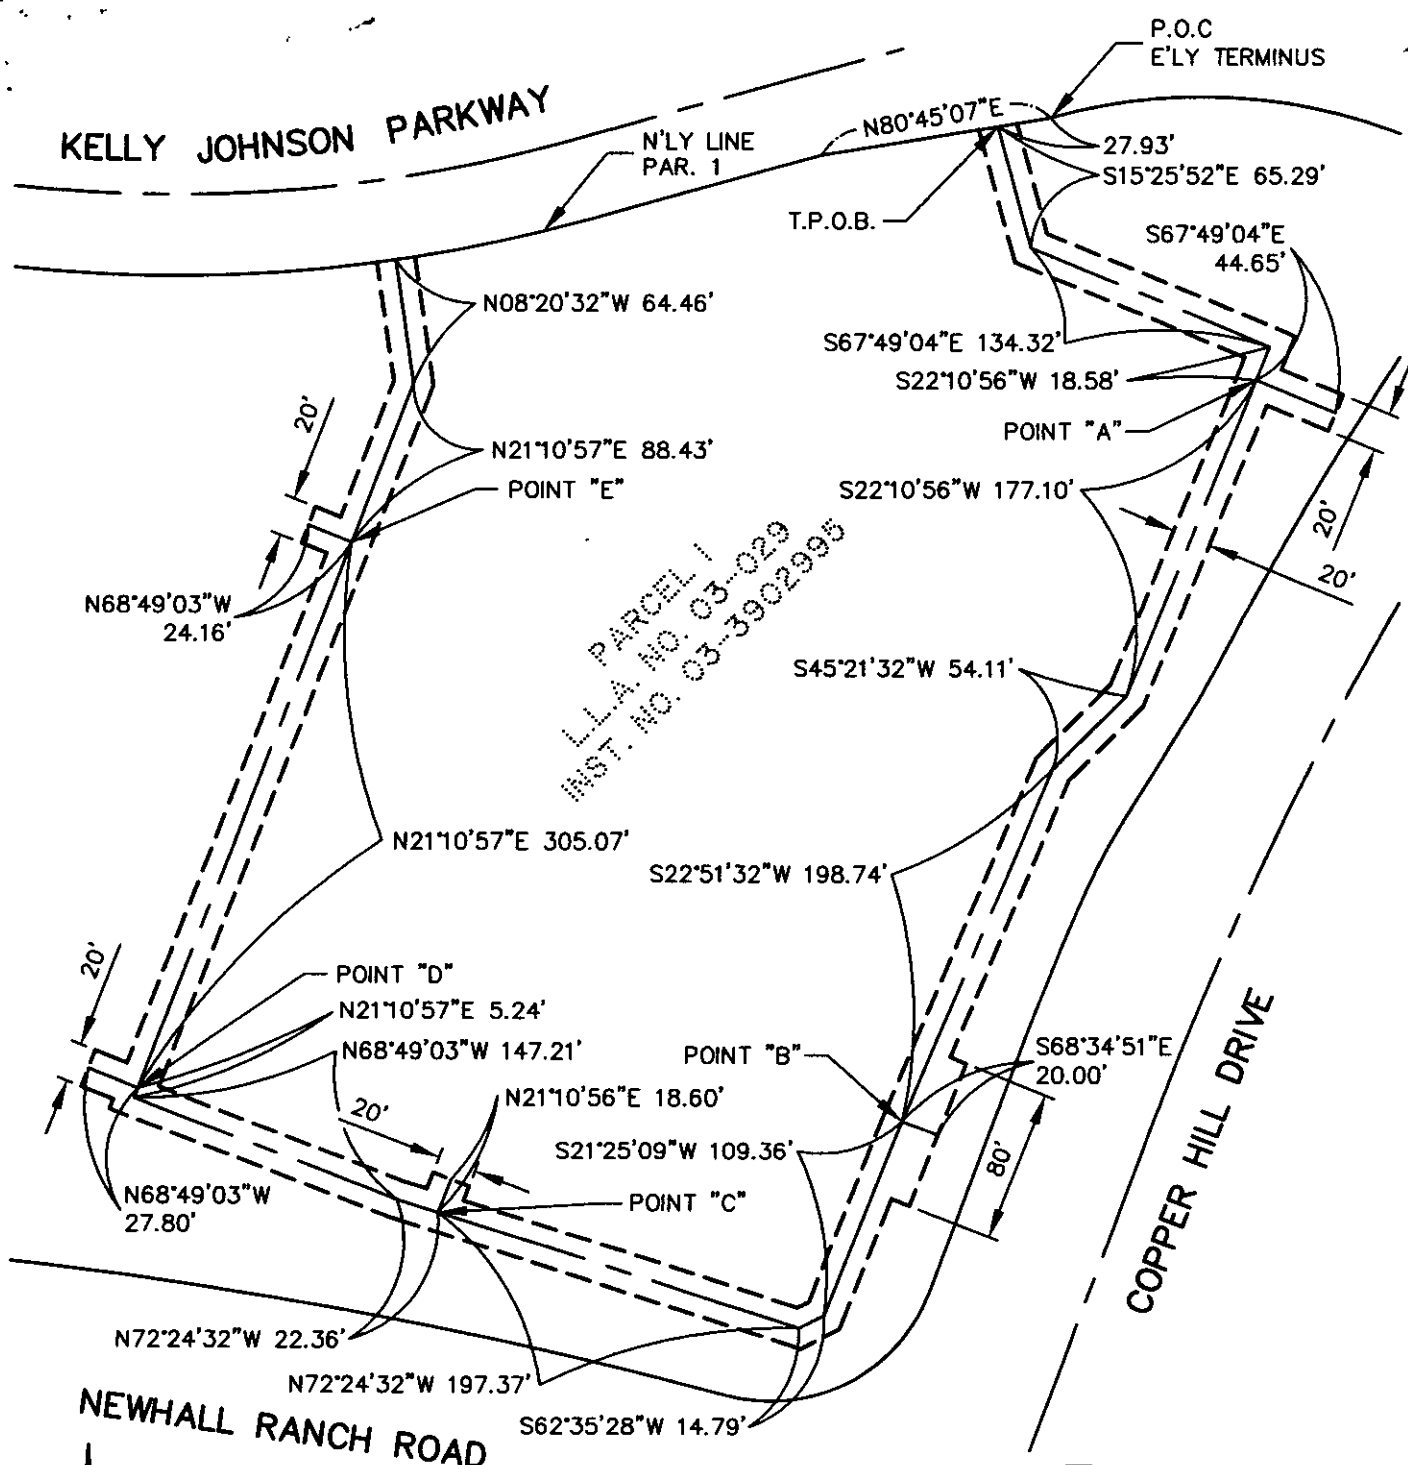 P.O.C
E'LY TERMINUS
KELLY JOHNSON PARKWAY
N80°45'07"E
N'LY LINE
PAR. 1
27.93'
S15°25'52"E 65.29'
T.P.O.B.
S67°49'04"E
44.65'
N08°20'32"W 64.46'
S67°49'04"E 134.32'
S22°10'56"W 18.58'
20'
POINT "A"
N21°10'57"E 88.43'
POINT "E"
S22°10'56"W 177.10'
20'
20'
PARCEL 1
L.L.A. NO. 03-029
INST. NO. 03-3902995
N68°49'03"W
24.16'
S45°21'32"W 54.11'
N21°10'57"E 305.07'
S22°51'32"W 198.74'
20'
POINT "D"
N21°10'57"E 5.24'
N68°49'03"W 147.21'
POINT "B"
S68°34'51"E
20.00'
N21°10'56"E 18.60'
20'
S21°25'09"W 109.36'
80'
COPPER HILL DRIVE
N68°49'03"W
27.80'
POINT "C"
N72°24'32"W 22.36'
N72°24'32"W 197.37'
S62°35'28"W 14.79'
NEWHALL RANCH ROAD